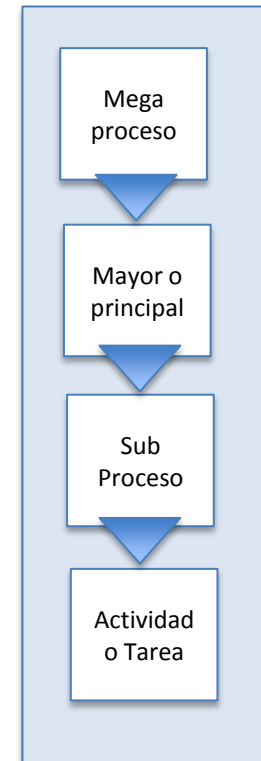 Mega
proceso
Mayor o
principal
Sub
Proceso
Actividad
o Tarea